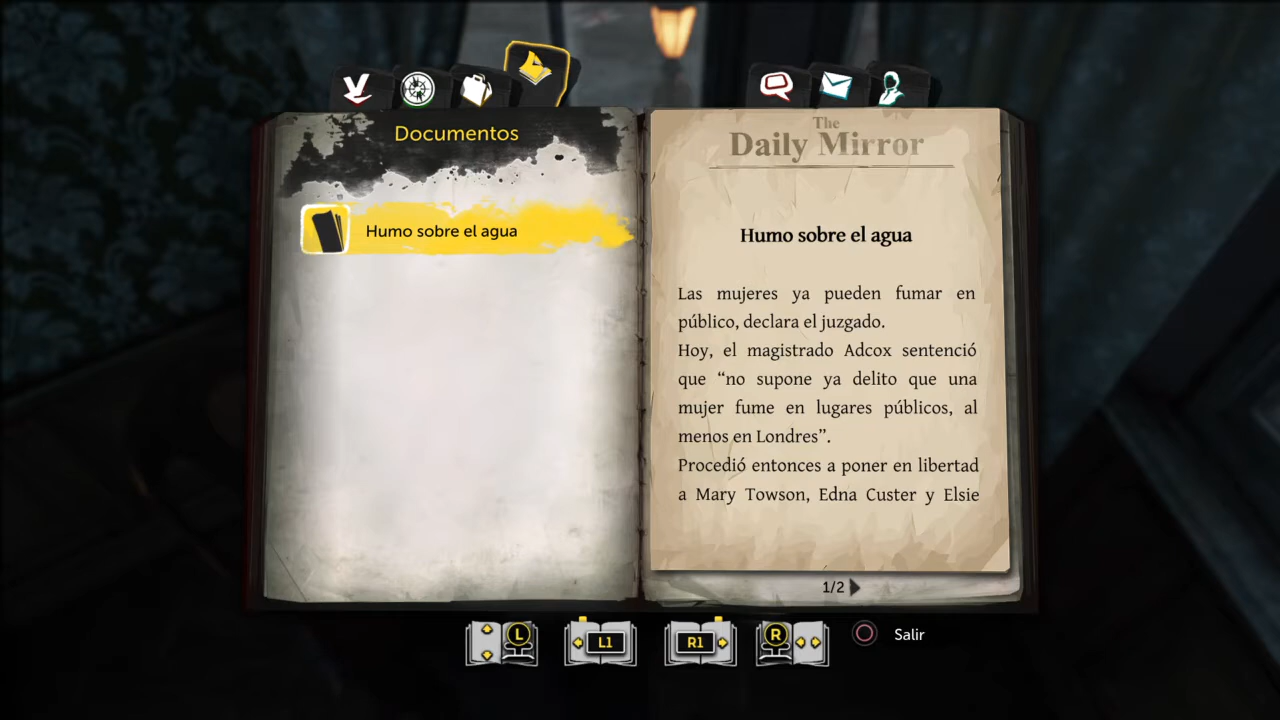 Documentos
Humo sobre el agua
The
Daily Mirror
Humo sobre el agua
Las mujeres ya pueden fumar en
público, declara el juzgado.
Hoy, el magistrado Adcox sentenció
que “no supone ya delito que una
mujer fume en lugares públicos, al
menos en Londres”.
Procedió entonces a poner en libertad
a Mary Towson, Edna Custer y Elsie
1/2
L
L1
R1
R
Salir